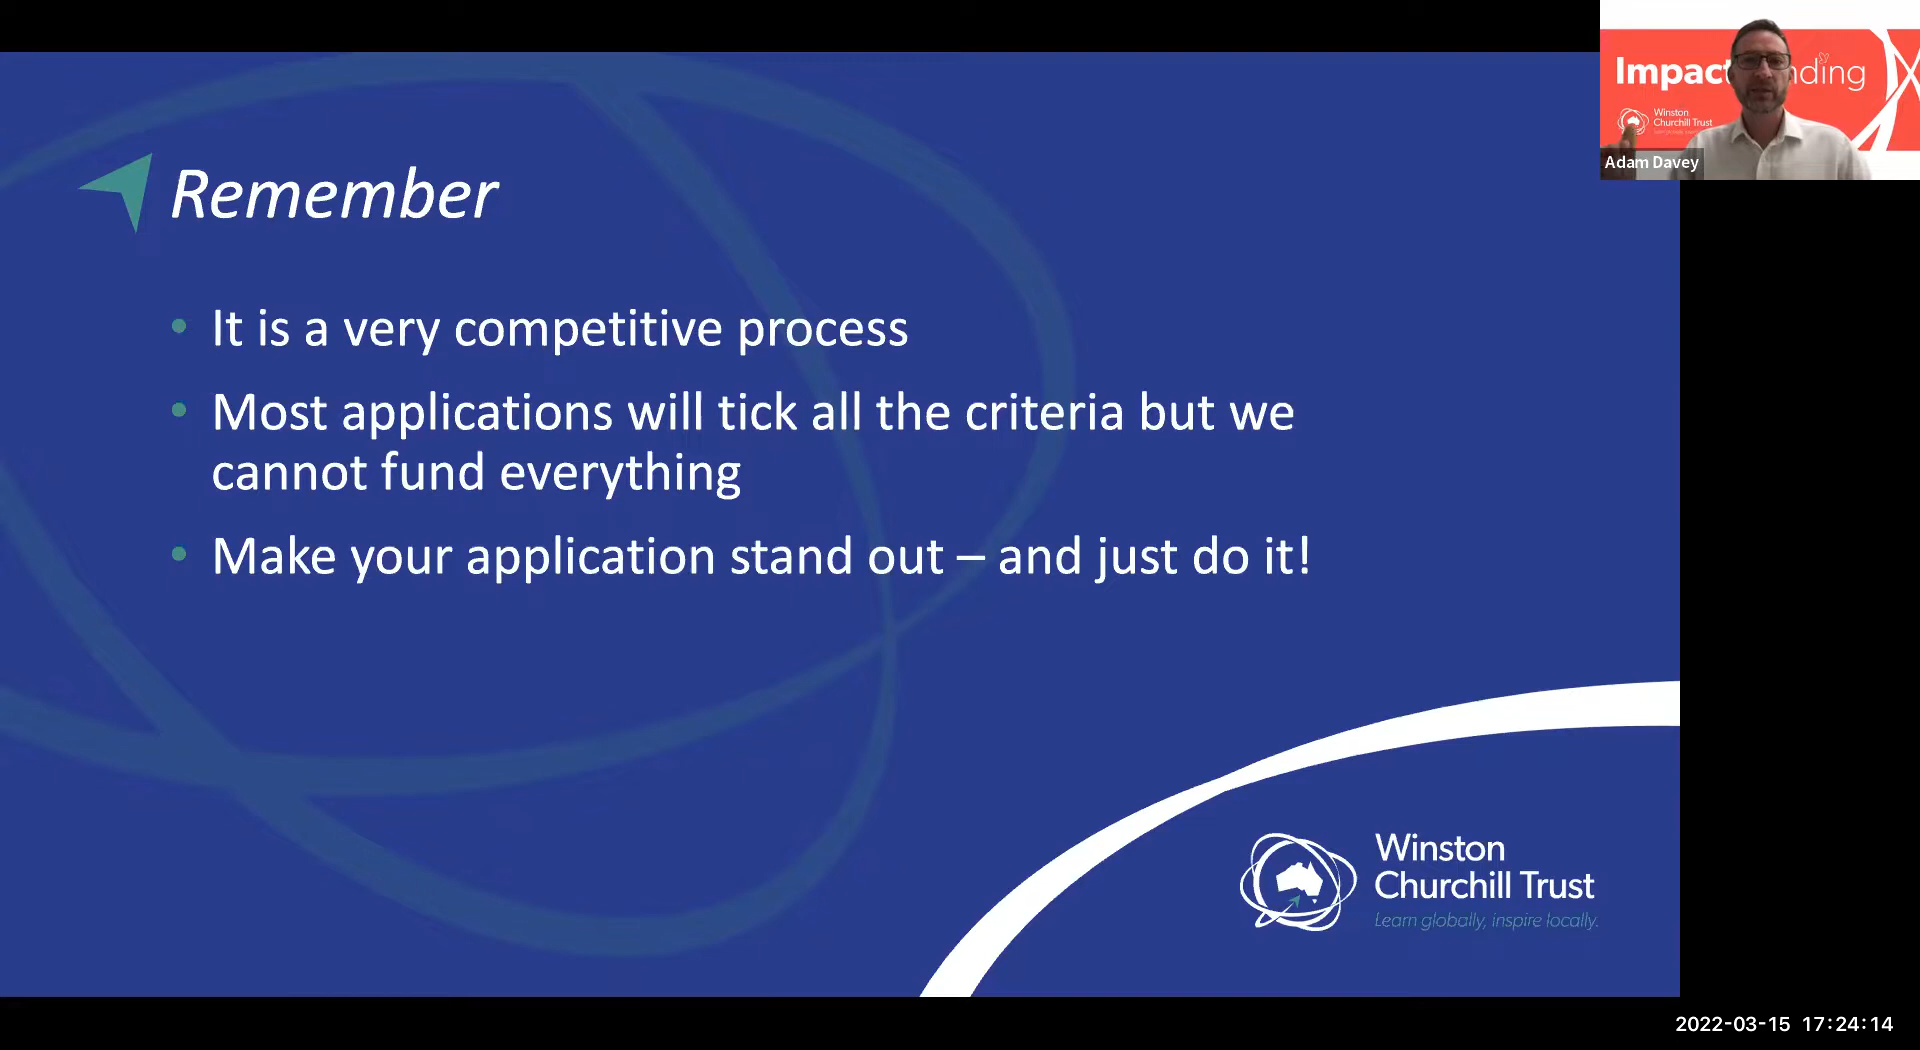 Remember
• It is a very competitive process
• Most applications will tick all the criteria but we
cannot fund everything
• Make your application stand out – and just do it!
Winston
Churchill Trust
Learn globally, inspire locally.
Impact nding
Winston
Churchill Trust
Adam Davey
2022-03-15 17:24:14